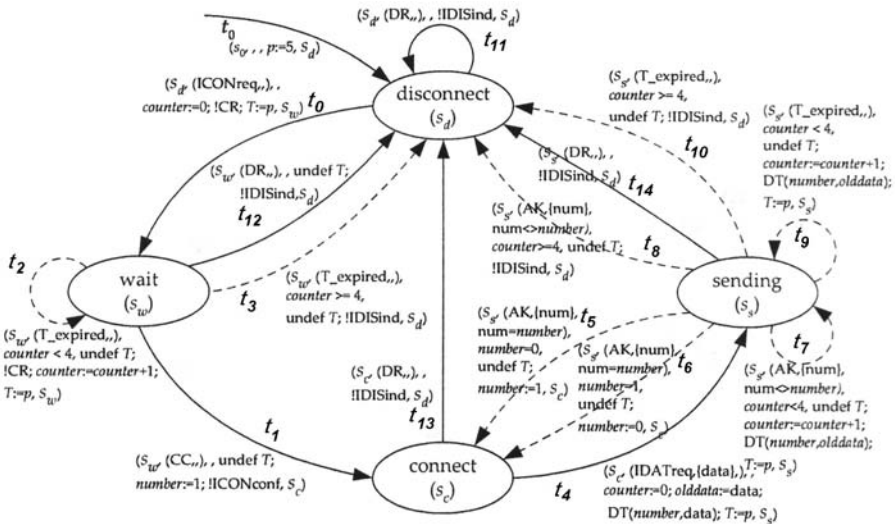 t0
(s0, , , p:=5, Sd)
(Sd, (DR,,), , !IDISind, Sd)
t11
(Sd, (ICONreq,,), ,
counter:=0; !CR; T:=p, Sw)
t0
disconnect
(sd)
(Ss, (T_expired,,),
counter >= 4,
undef T; !IDISind, Sd)
t10
(Ss, (T_expired,,),
counter < 4,
undef T;
counter:=counter+1;
DT(number,olddata);
T:=p, Ss)
t9
(Sw, (DR,,), , undef T;
!IDISind,Sd)
t12
(Ss, (DR,,), ,
!IDISind, Sd)
t14
(Ss, (AK,{num},
num<>number),
counter>=4, undef T;
!IDISind, Sd)
t8
t2
wait
(sw)
t3
(Sw, (T_expired,,),
counter >= 4,
undef T; !IDISind, Sd)
sending
(ss)
(Sw, (T_expired,,),
counter < 4, undef T;
!CR; counter:=counter+1;
T:=p, Sw)
(Ss, (AK,{num},
num=number),
number=0,
undef T;
number:=1, Sc)
t5
(Ss, (AK,{num},
num=number),
number=1,
undef T;
number:=0, Sc)
t6
t7
(Ss, (AK,{num},
num<>number),
counter<4, undef T;
counter:=counter+1;
DT(number,olddata);
T:=p, Ss)
(Sc, (DR,,), ,
!IDISind, Sd)
t13
t1
(Sw, (CC,,), , undef T;
number:=1; !ICONconf, Sc)
connect
(sc)
t4
(Sc, (IDATreq,{data},), ,
counter:=0; olddata:=data;
DT(number,data); T:=p, Ss)